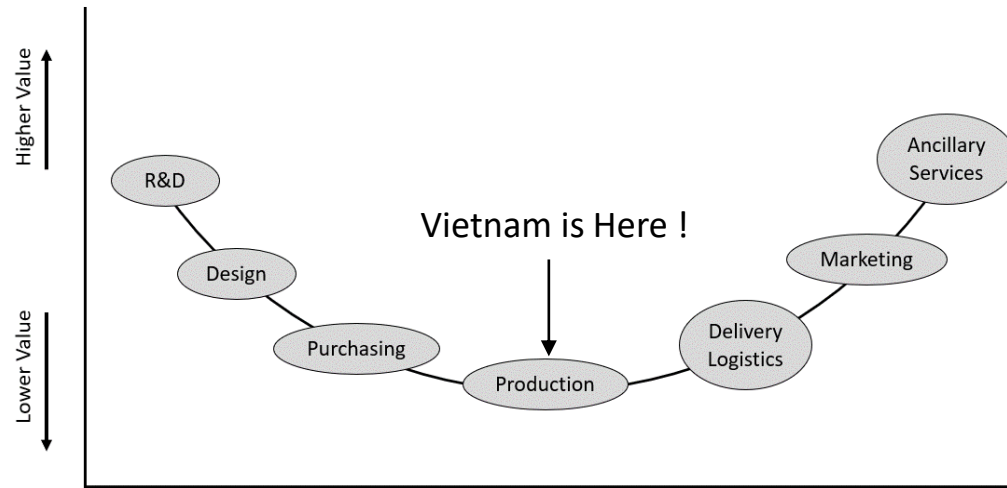 Higher Value
Lower Value
R&D
Design
Purchasing
Vietnam is Here !
Production
Delivery
Logistics
Marketing
Ancillary
Services